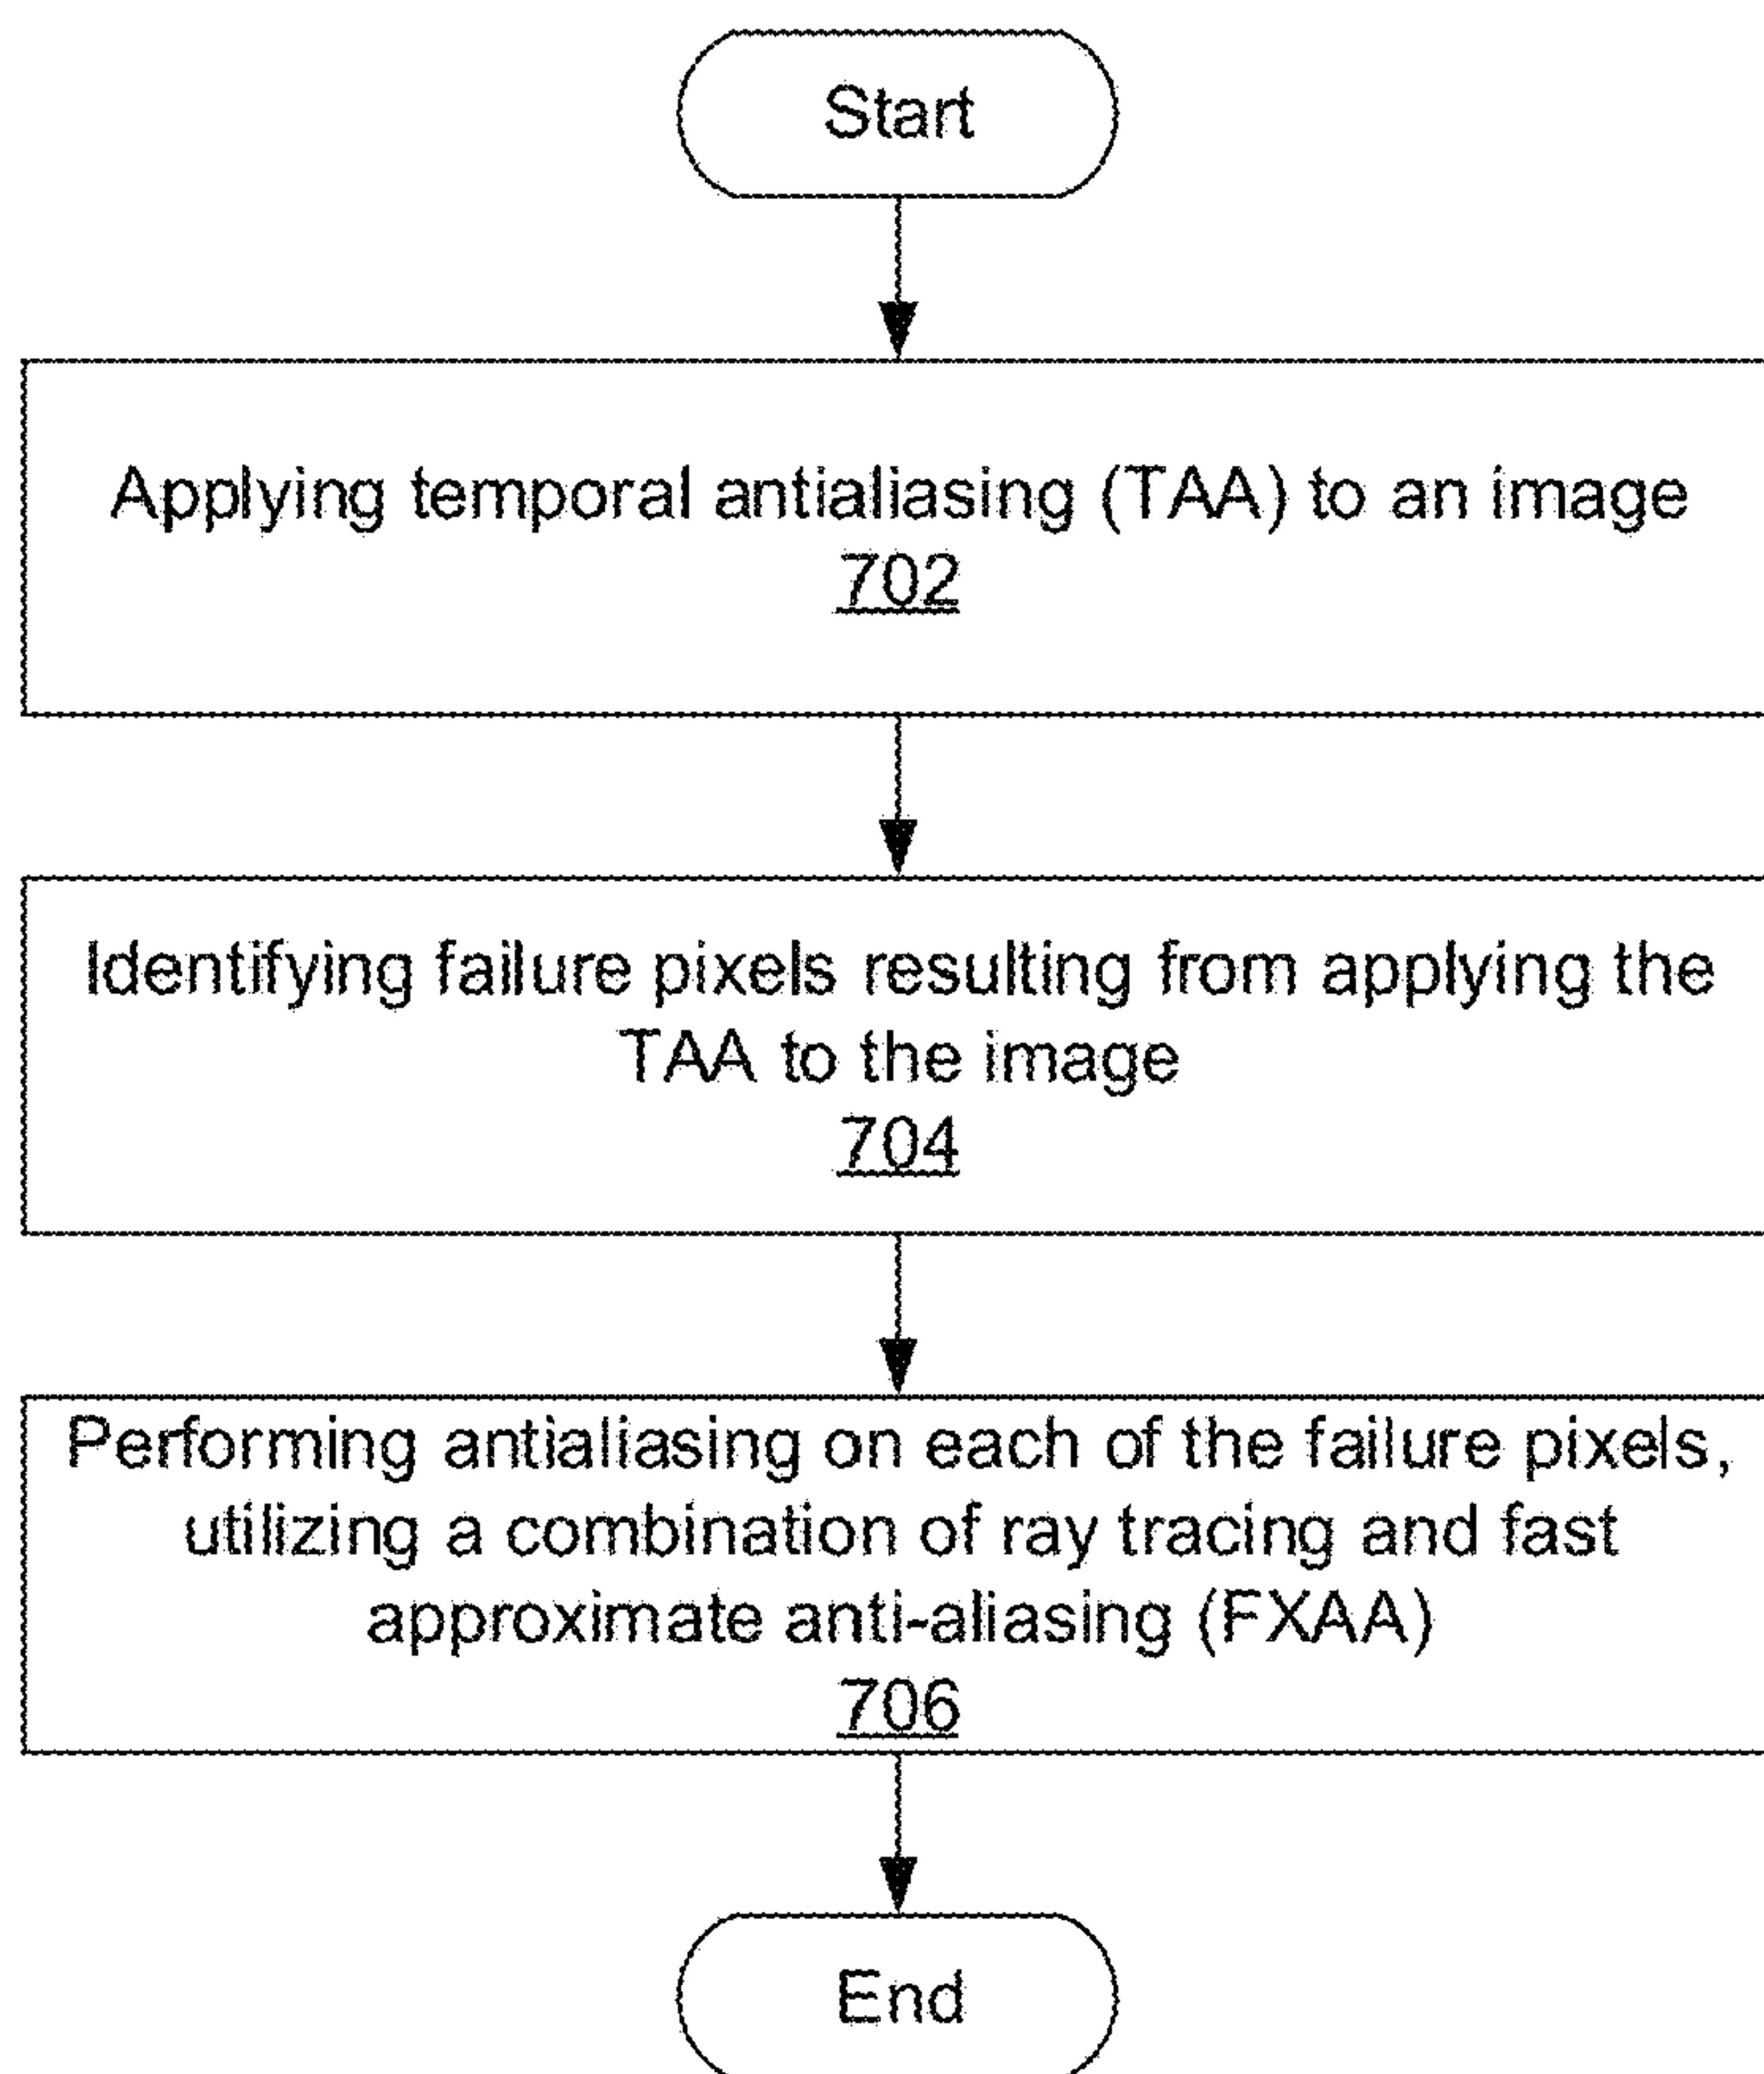 Start
Applying temporal antialiasing (TAA) to an image
702
Identifying failure pixels resulting from applying the
TAA to the image
704
Performing antialiasing on each of the failure pixels,
utilizing a combination of ray tracing and fast
approximate anti-aliasing (FXAA)
706
End